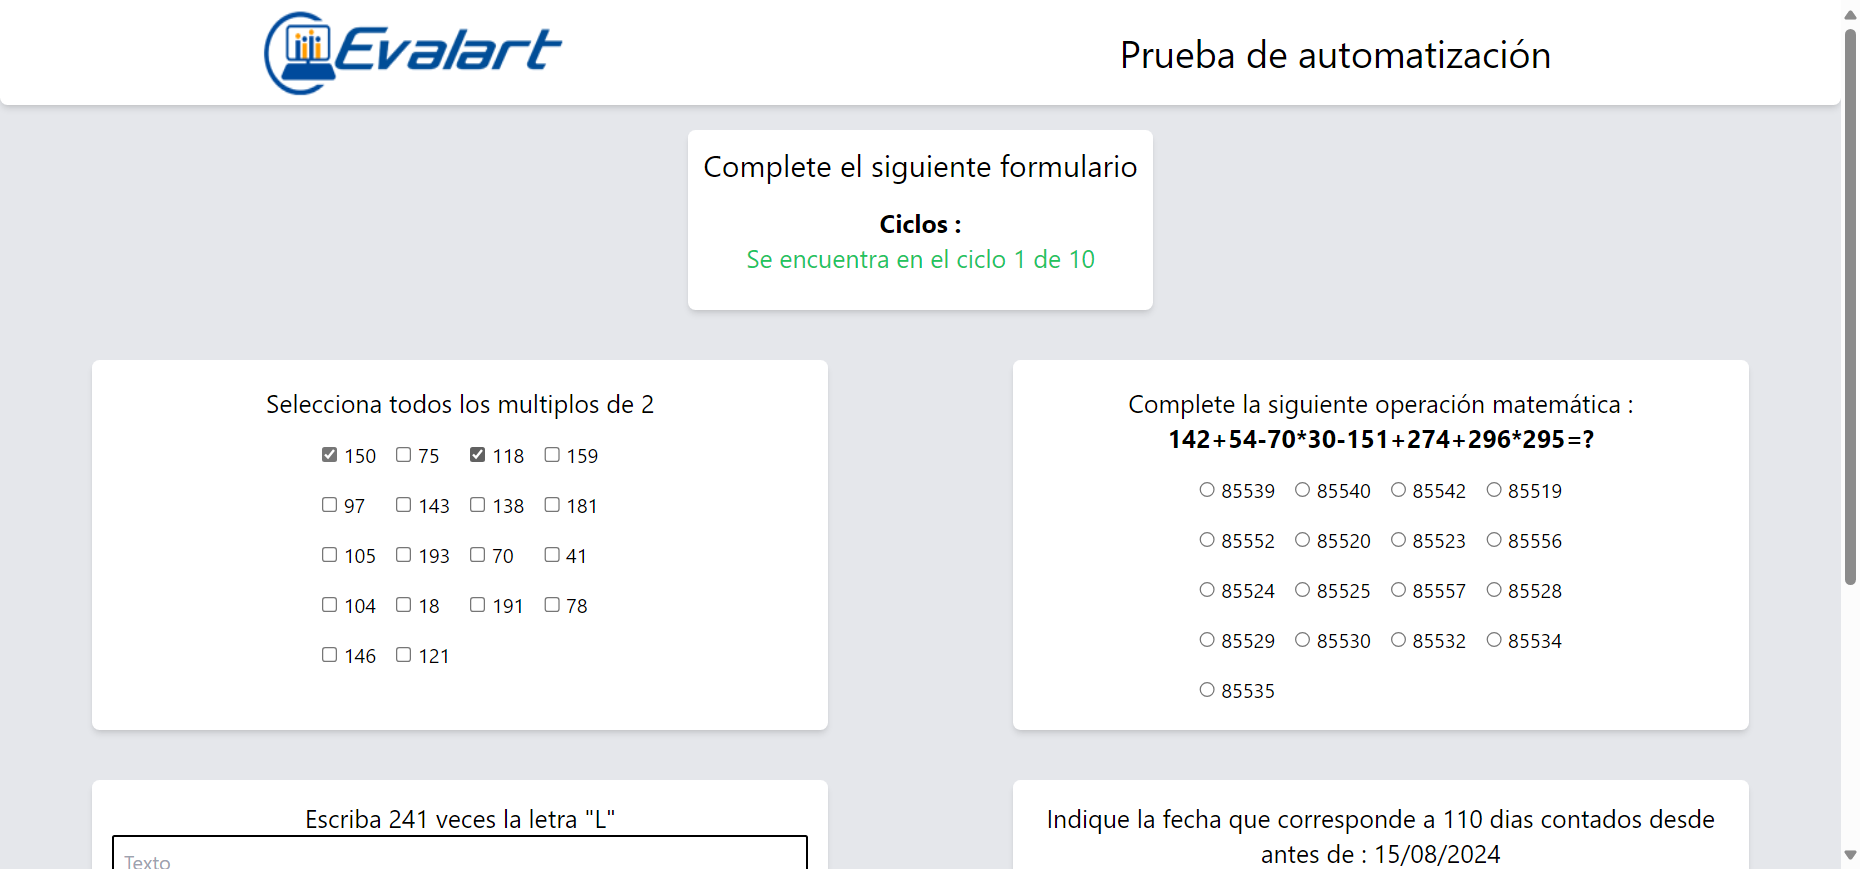 Evalart
Prueba de automatización
Complete el siguiente formulario
Ciclos :
Se encuentra en el ciclo 1 de 10
Selecciona todos los multiplos de 2
150 75 118 159
97 143 138 181
105 193 70 41
104 18 191 78
146 121
Complete la siguiente operación matemática :
142+54-70*30-151+274+296*295=?
85539 85540 85542 85519
85552 85520 85523 85556
85524 85525 85557 85528
85529 85530 85532 85534
85535
Escriba 241 veces la letra "L"
Texto
Indique la fecha que corresponde a 110 dias contados desde
antes de : 15/08/2024